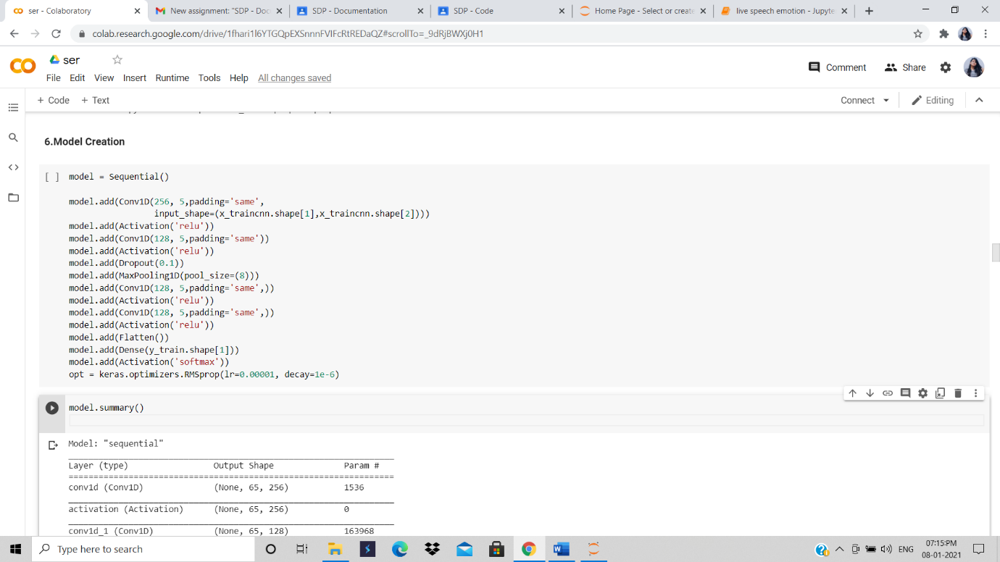 ser - Colaboratory
New assignment: "SDP - Doc
SDP - Documentation
SDP - Code
Home Page - Select or create
live speech emotion - Jupyte
colab.research.google.com/drive/1fhari1l6YTGQpEXSnnnFVIFcRtREDaQZ#scrollTo=_9dRjBWXj0H1
ser
File Edit View Insert Runtime Tools Help All changes saved
Comment Share
+ Code + Text
Connect Editing
6.Model Creation
[ ] model = Sequential()
model.add(Conv1D(256, 5,padding='same',
input_shape=(x_traincnn.shape[1],x_traincnn.shape[2])))
model.add(Activation('relu'))
model.add(Conv1D(128, 5,padding='same'))
model.add(Activation('relu'))
model.add(Dropout(0.1))
model.add(MaxPooling1D(pool_size=(8)))
model.add(Conv1D(128, 5,padding='same',))
model.add(Activation('relu'))
model.add(Conv1D(128, 5,padding='same',))
model.add(Activation('relu'))
model.add(Flatten())
model.add(Dense(y_train.shape[1]))
model.add(Activation('softmax'))
opt = keras.optimizers.RMSprop(lr=0.00001, decay=1e-6)
model.summary()
Model: "sequential"
Layer (type) Output Shape Param #
=================================================================
conv1d (Conv1D) (None, 65, 256) 1536
activation (Activation) (None, 65, 256) 0
conv1d_1 (Conv1D) (None, 65, 128) 163968
Type here to search
ENG
07:15:PM
08-01-2021